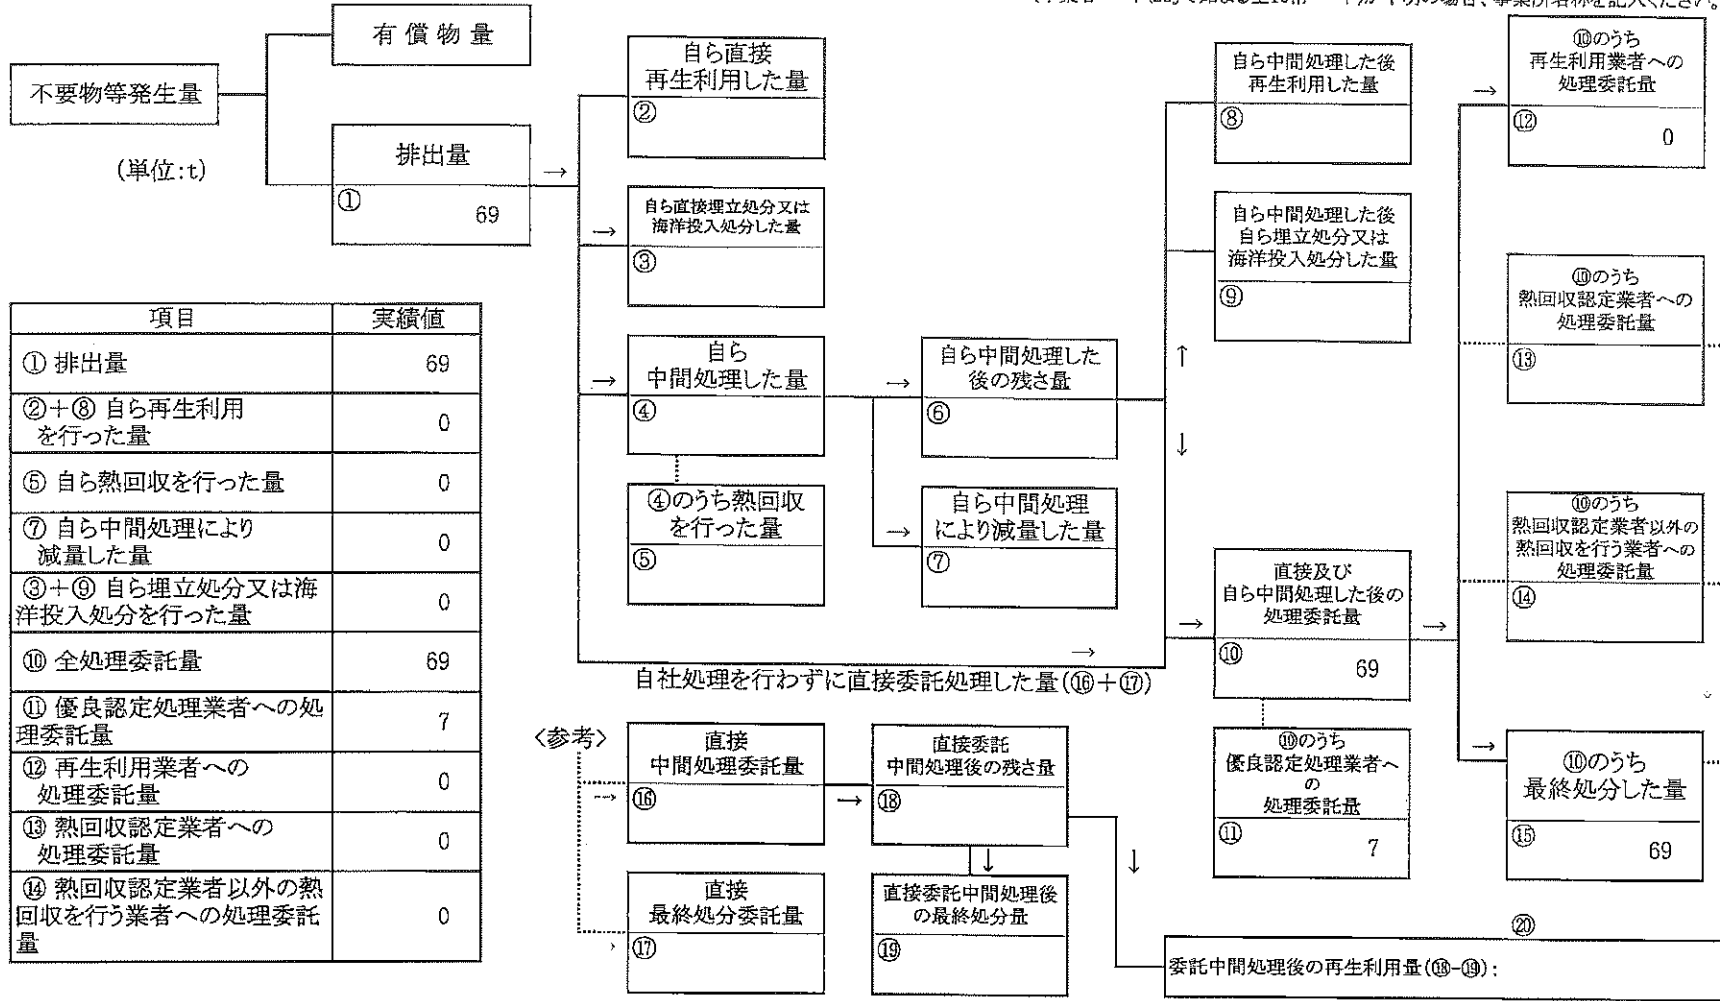 不要物等発生量
(単位:t)
有償物量
排出量
① 69
→
自ら直接
再生利用した量
②
→
自ら直接埋立処分又は
海洋投入処分した量
③
→
自ら
中間処理した量
④
④のうち熱回収
を行った量
⑤
→
自ら中間処理した
後の残さ量
⑥
→
自ら中間処理
により減量した量
⑦
自ら中間処理した後
再生利用した量
⑧
自ら中間処理した後
自ら埋立処分又は
海洋投入処分した量
⑨
↑
↓
→
直接及び
自ら中間処理した後の
処理委託量
⑩ 69
⑩のうち
優良認定処理業者へ
の
処理委託量
⑪ 7
→
→
⑩のうち
再生利用業者への
処理委託量
⑫ 0
⑩のうち
熱回収認定業者への
処理委託量
⑬
⑩のうち
熱回収認定業者以外の
熱回収を行う業者への
処理委託量
⑭
→
⑩のうち
最終処分した量
⑮ 69
→
自社処理を行わずに直接委託処理した量(⑯+⑰)
〈参考〉
→
直接
中間処理委託量
⑯
→
直接
最終処分委託量
⑰
→
直接委託
中間処理後の残さ量
⑱
↓
直接委託中間処理後
の最終処分量
⑲
↓
⑳
委託中間処理後の再生利用量(⑱-⑲):
項目 実績値
① 排出量 69
②+⑧ 自ら再生利用
を行った量 0
⑤ 自ら熱回収を行った量 0
⑦ 自ら中間処理により
減量した量 0
③+⑨ 自ら埋立処分又は海
洋投入処分を行った量 0
⑩ 全処理委託量 69
⑪ 優良認定処理業者への処
理委託量 7
⑫ 再生利用業者への
処理委託量 0
⑬ 熱回収認定業者への
処理委託量 0
⑭ 熱回収認定業者以外の熱
回収を行う業者への処理委託
量 0